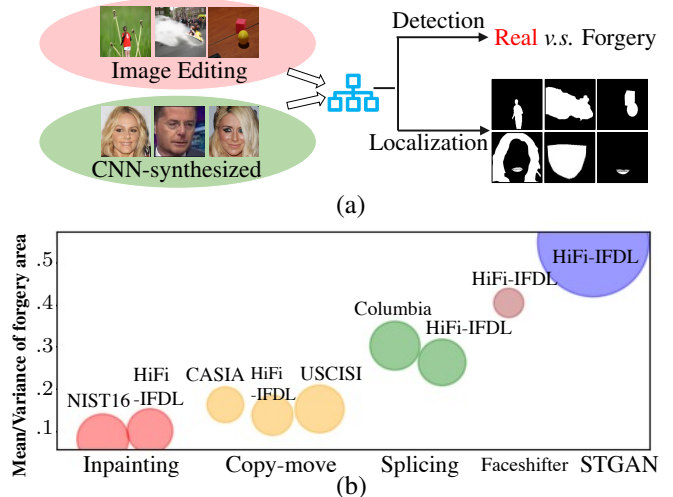 Detection
Real v.s. Forgery
Image Editing
Localization
CNN-synthesized
(a)
Mean/Variance of forgery area
.5
.4
.3
.2
.1
NIST16
HiFi
-IFDL
CASIA
HiFi
-IFDL
USCISI
Columbia
HiFi-IFDL
HiFi-IFDL
HiFi-IFDL
Inpainting
Copy-move
Splicing
Faceshifter
STGAN
(b)